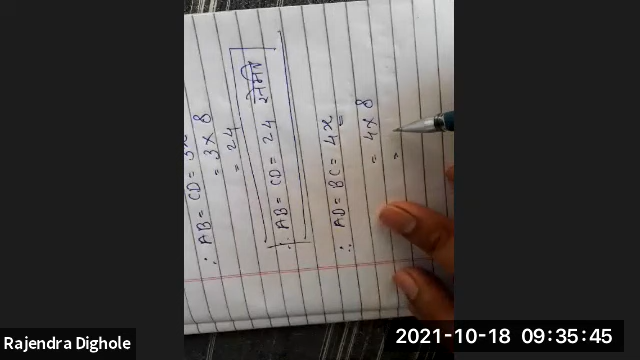 ∴ AB = CD = 3x
= 3 × 8
= 24
∴ AB = CD = 24 सेमी
∴ AD = BC = 4x
= 4 × 8
=
Rajendra Dighole
2021-10-18 09:35:45